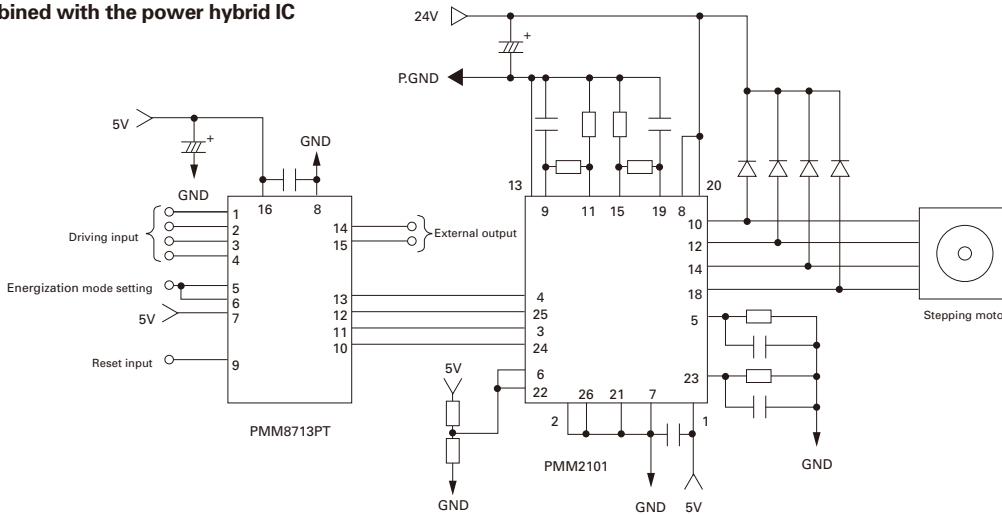 bined with the power hybrid IC
24V
+
P.GND
5V
+
GND
GND
13
20
16
8
9
11
15
19
8
Driving input
1
2
3
4
14
15
External output
10
12
14
18
Energization mode setting
5
6
5V
7
13
12
11
10
4
25
3
24
5
Stepping moto
Reset input
9
5V
6
22
23
26
21
7
2
1
PMM8713PT
PMM2101
GND
GND
GND
5V